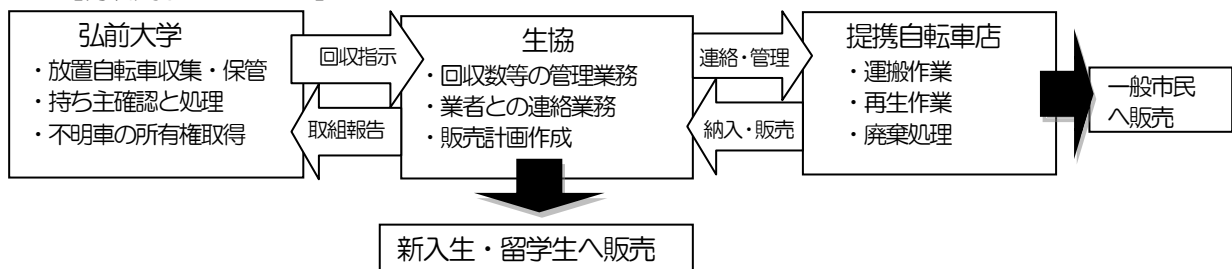 弘前大学
・放置自転車収集・保管
・持ち主確認と処理
・不明車の所有権取得
回収指示
取組報告
生協
・回収数等の管理業務
・業者との連絡業務
・販売計画作成
連絡・管理
納入・販売
提携自転車店
・運搬作業
・再生作業
・廃棄処理
一般市民
へ販売
新入生・留学生へ販売